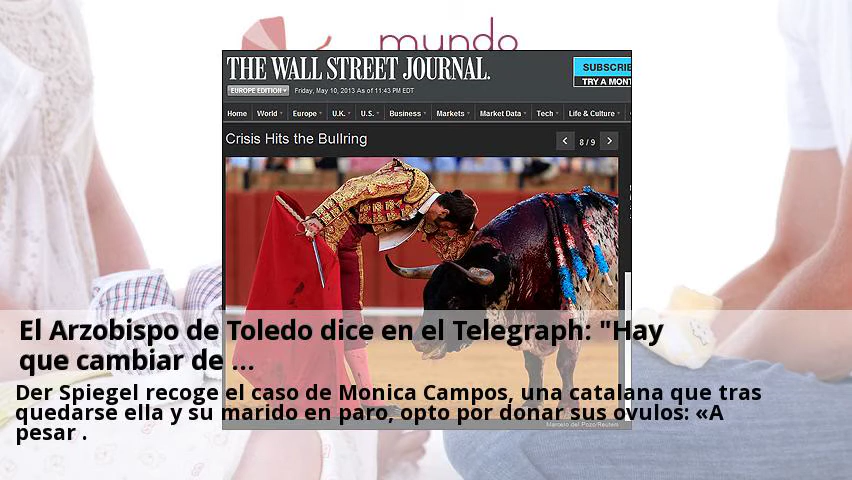 mundo
THE WALL STREET JOURNAL.
SUBSCRIBE
TRY A MONT
EUROPE EDITION Friday, May 10, 2013 As of 11:43 PM EDT
Home World Europe U.K. U.S. Business Markets Market Data Tech Life & Culture
Crisis Hits the Bullring
8 / 9
El Arzobispo de Toledo dice en el Telegraph: "Hay
que cambiar de ...
Der Spiegel recoge el caso de Monica Campos, una catalana que tras
quedarse ella y su marido en paro, opto por donar sus ovulos: «A
pesar .
Marcelo del Pozo/Reuters